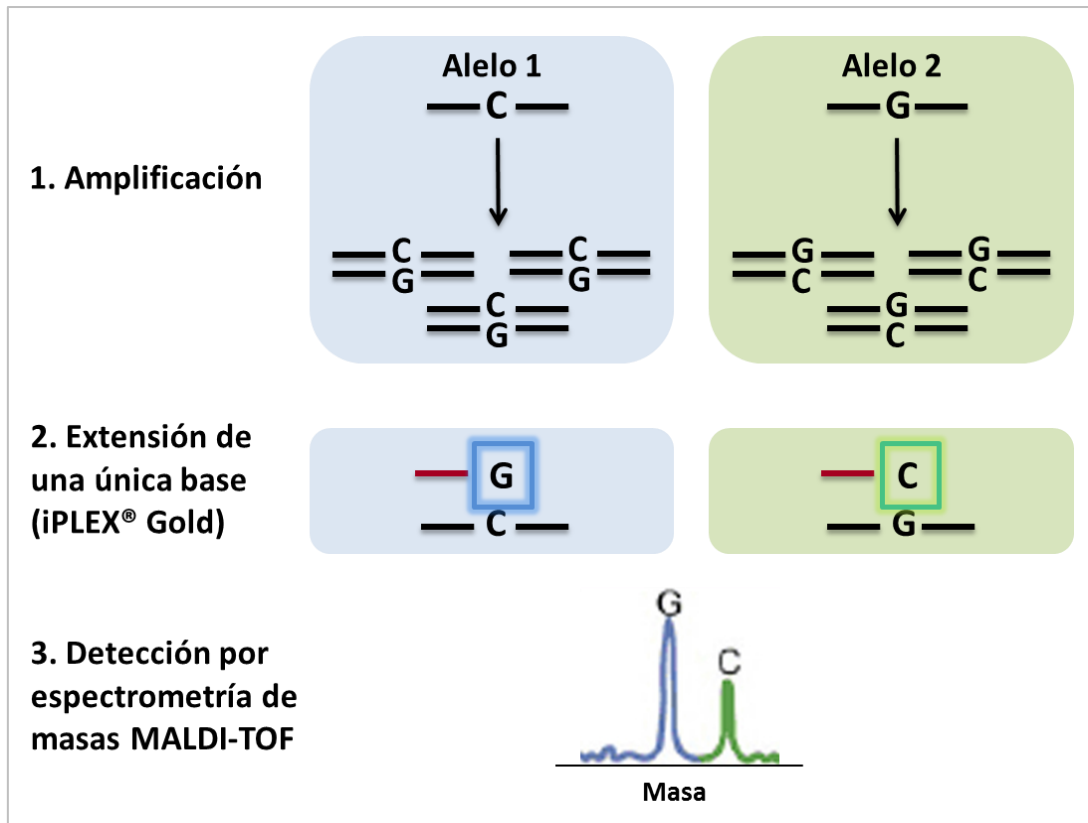 Alelo 1
Alelo 2
C
G
1. Amplificación
C
G
C
G
C
G
G
C
G
C
G
C
2. Extensión de
una única base
(iPLEX® Gold)
G
C
C
G
3. Detección por
espectrometría de
masas MALDI-TOF
G
C
Masa